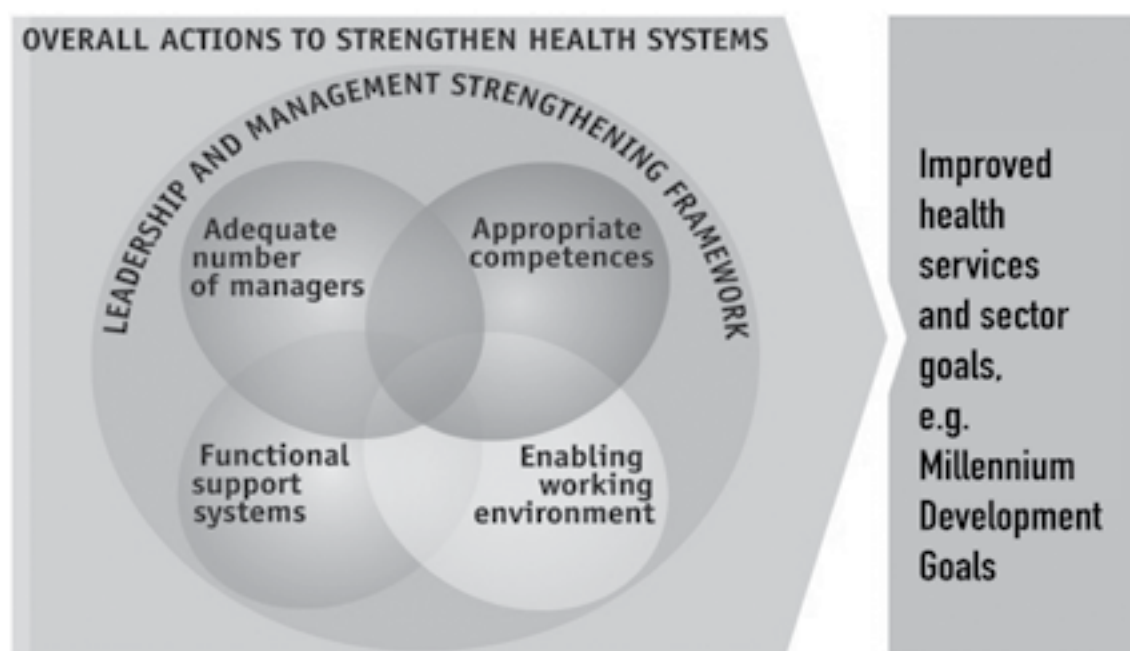 OVERALL ACTIONS TO STRENGTHEN HEALTH SYSTEMS
LEADERSHIP AND MANAGEMENT STRENGTHENING FRAMEWORK
Adequate
number
of managers
Appropriate
competences
Functional
support
systems
Enabling
working
environment
Improved
health
services
and sector
goals,
e.g.
Millennium
Development
Goals